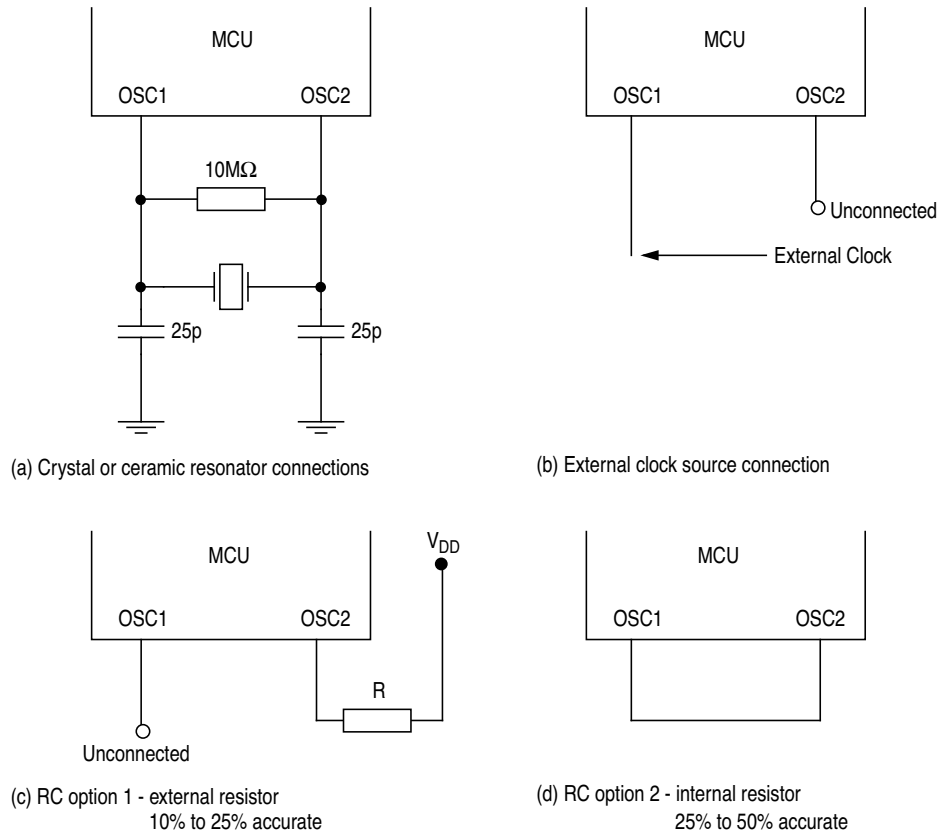 MCU
OSC1 OSC2
10MΩ
25p 25p
(a) Crystal or ceramic resonator connections
MCU
OSC1 OSC2
Unconnected
External Clock
(b) External clock source connection
MCU
OSC1 OSC2
VDD
R
Unconnected
(c) RC option 1 - external resistor
10% to 25% accurate
MCU
OSC1 OSC2
(d) RC option 2 - internal resistor
25% to 50% accurate